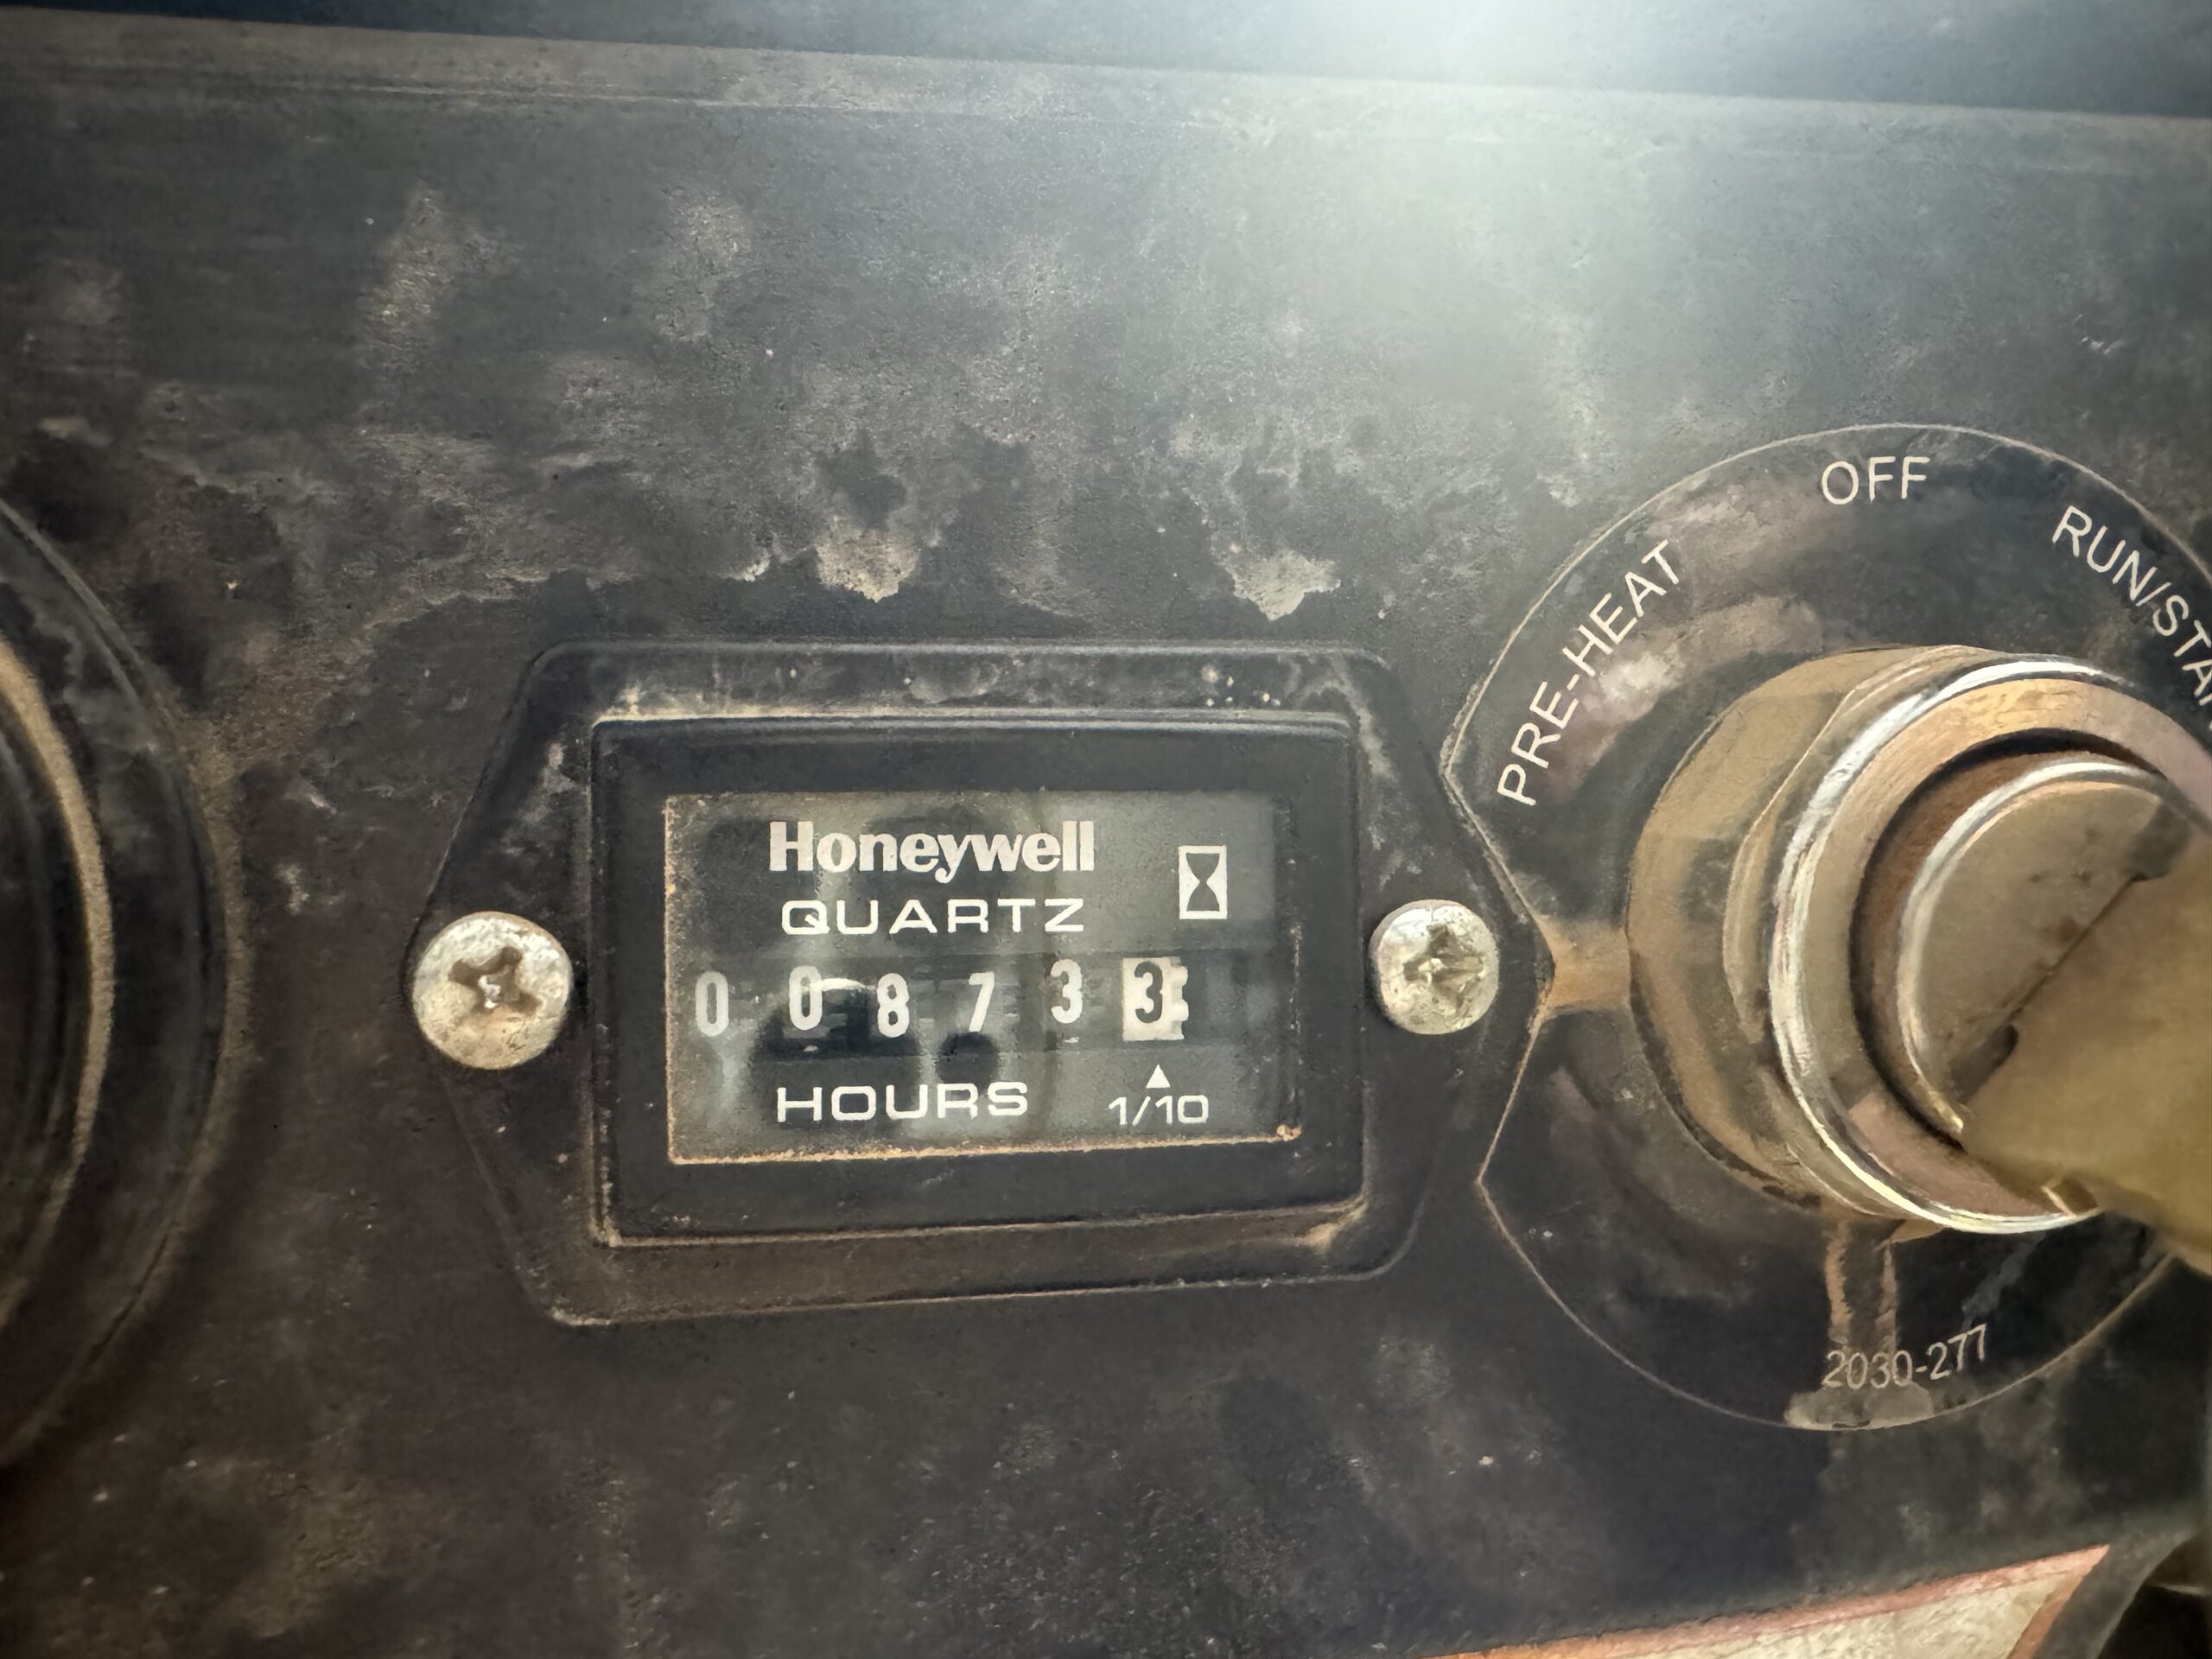 OFF
PRE-HEAT
Honeywell
QUARTZ
0 0 8 7 3 3
HOURS 1/10
2030-277